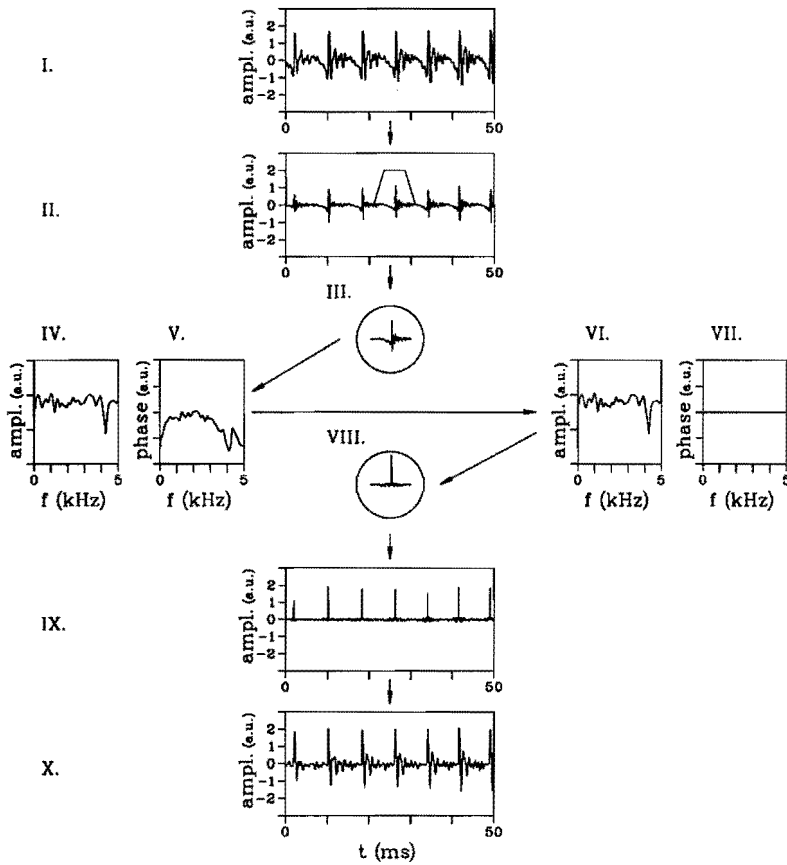 I.
ampl. (a.u.)
2
1
0
-1
-2
0
50
II.
ampl. (a.u.)
2
1
0
-1
-2
0
50
III.
IV.
V.
VI.
VII.
ampl. (a.u.)
0
5
f (kHz)
phase (a.u.)
0
5
f (kHz)
ampl. (a.u.)
0
5
f (kHz)
phase (a.u.)
0
5
f (kHz)
VIII.
IX.
ampl. (a.u.)
2
1
0
-1
-2
0
50
X.
ampl. (a.u.)
2
1
0
-1
-2
0
50
t (ms)